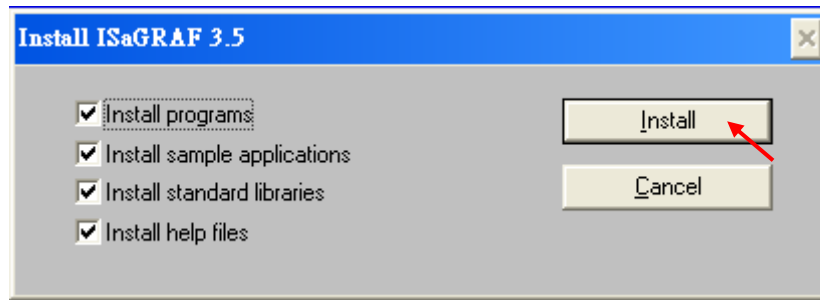 Install ISaGRAF 3.5
Install programs
Install sample applications
Install standard libraries
Install help files
Install
Cancel